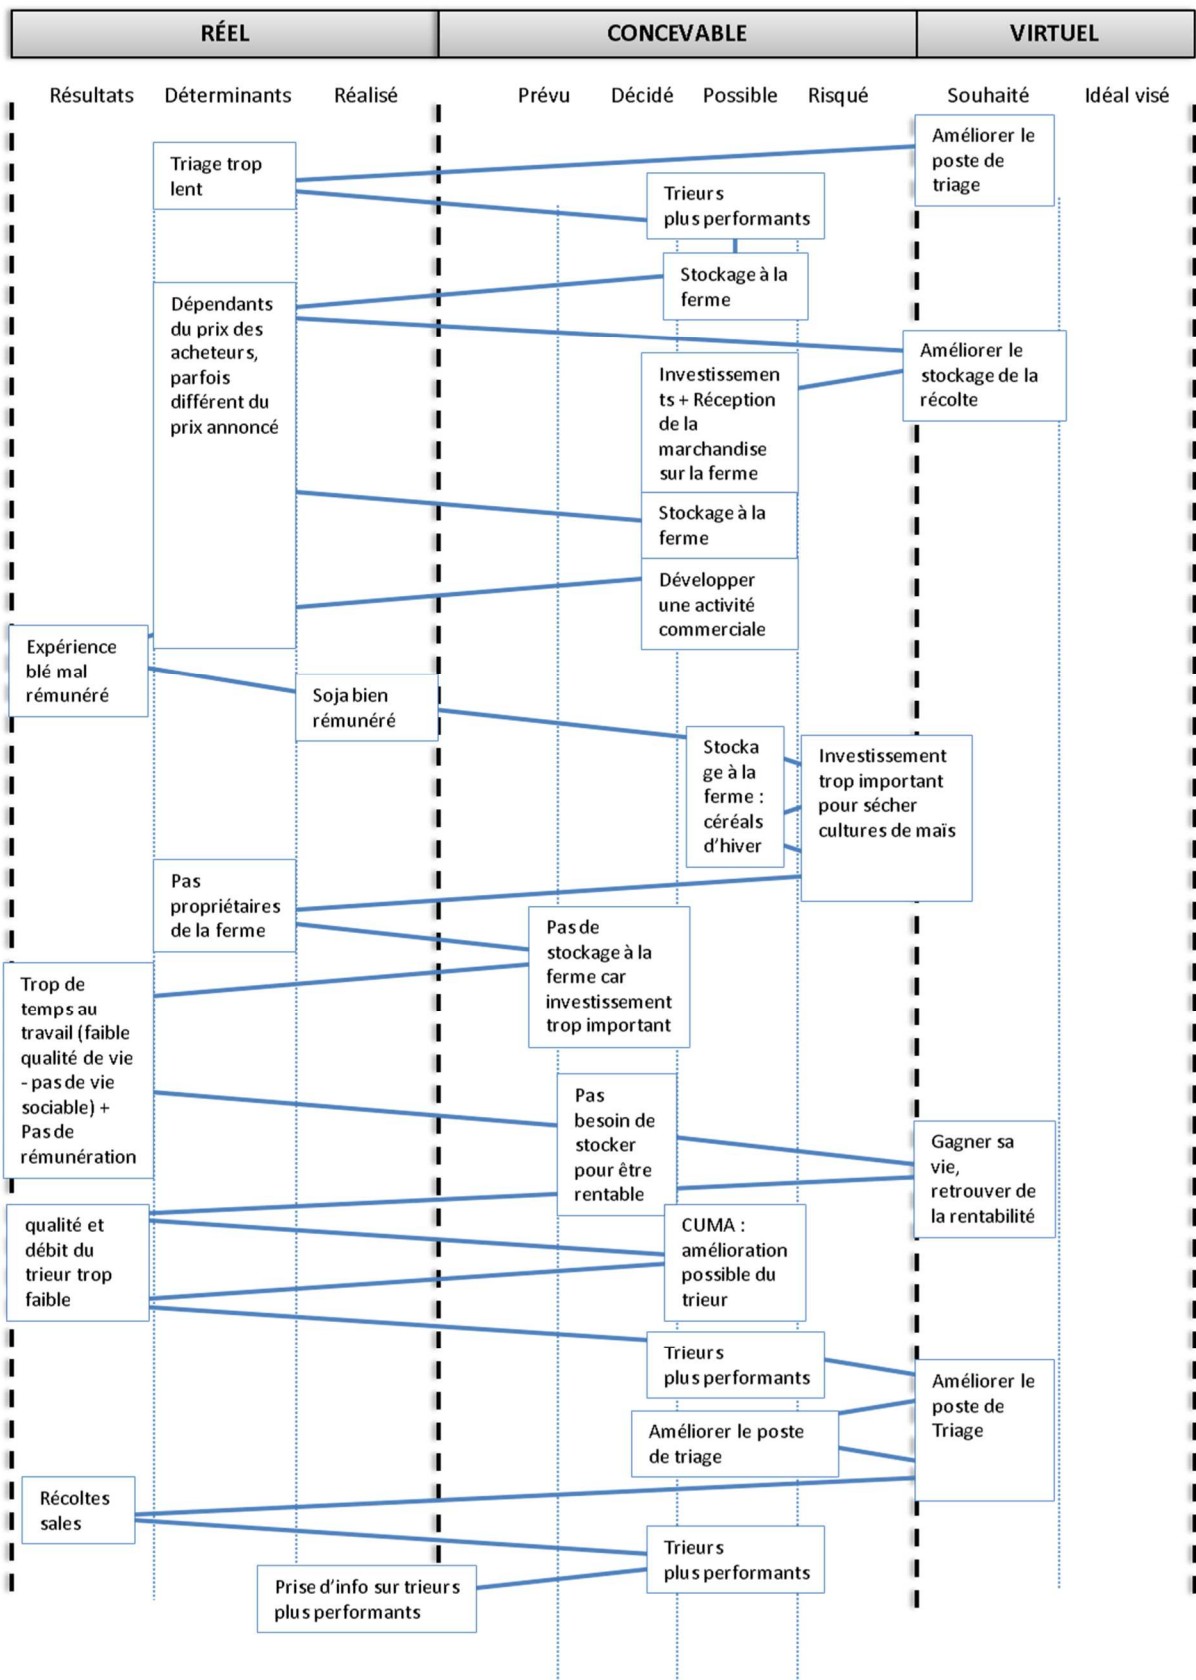 RÉEL CONCEVABLE VIRTUEL
Résultats Déterminants Réalisé Prévu Décidé Possible Risqué Souhaité Idéal visé
Triage trop
lent
Améliorer le
poste de
triage
Trieurs
plus performants
Stockage à la
ferme
Dépendants
du prix des
acheteurs,
parfois
différent du
prix annoncé
Améliorer le
stockage de la
récolte
Investissemen
ts + Réception
de la
marchandise
sur la ferme
Stockage à la
ferme
Développer
une activité
commerciale
Expérience
blé mal
rémunéré
Soja bien
rémunéré
Stocka
ge à la
ferme :
céréals
d'hiver
Investissement
trop important
pour sécher
cultures de maïs
Pas
propriétaires
de la ferme
Pas de
stockage à la
ferme car
investissement
trop important
Trop de
temps au
travail (faible
qualité de vie
- pas de vie
sociable) +
Pas de
rémunération
Pas
besoin de
stocker
pour être
rentable
Gagner sa
vie,
retrouver de
la rentabilité
qualité et
débit du
trieur trop
faible
CUMA :
amélioration
possible du
trieur
Trieurs
plus performants
Améliorer le
poste de
Triage
Améliorer le poste
de triage
Récoltes
sales
Trieurs
plus performants
Prise d'info sur trieurs
plus performants